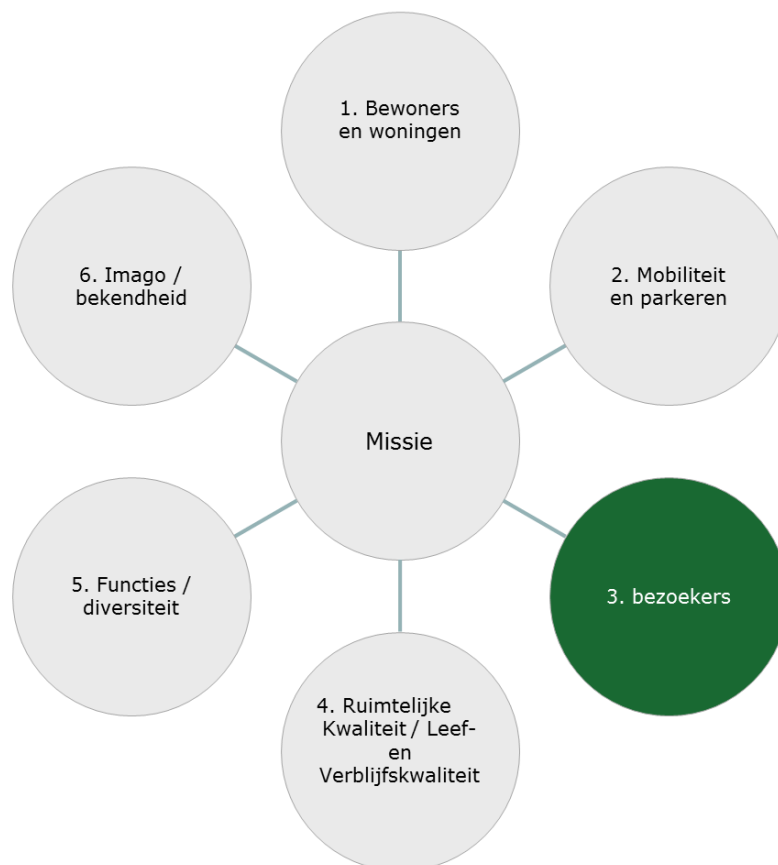 1. Bewoners
en woningen
6. Imago /
bekendheid
2. Mobiliteit
en parkeren
Missie
5. Functies /
diversiteit
3. bezoekers
4. Ruimtelijke
Kwaliteit / Leef-
en
Verblijfskwaliteit